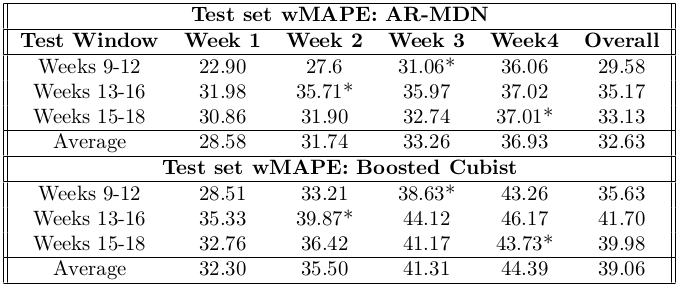 Test set wMAPE: AR-MDN
Test Window Week 1 Week 2 Week 3 Week4 Overall
Weeks 9-12 22.90 27.6 31.06* 36.06 29.58
Weeks 13-16 31.98 35.71* 35.97 37.02 35.17
Weeks 15-18 30.86 31.90 32.74 37.01* 33.13
Average 28.58 31.74 33.26 36.93 32.63
Test set wMAPE: Boosted Cubist
Weeks 9-12 28.51 33.21 38.63* 43.26 35.63
Weeks 13-16 35.33 39.87* 44.12 46.17 41.70
Weeks 15-18 32.76 36.42 41.17 43.73* 39.98
Average 32.30 35.50 41.31 44.39 39.06